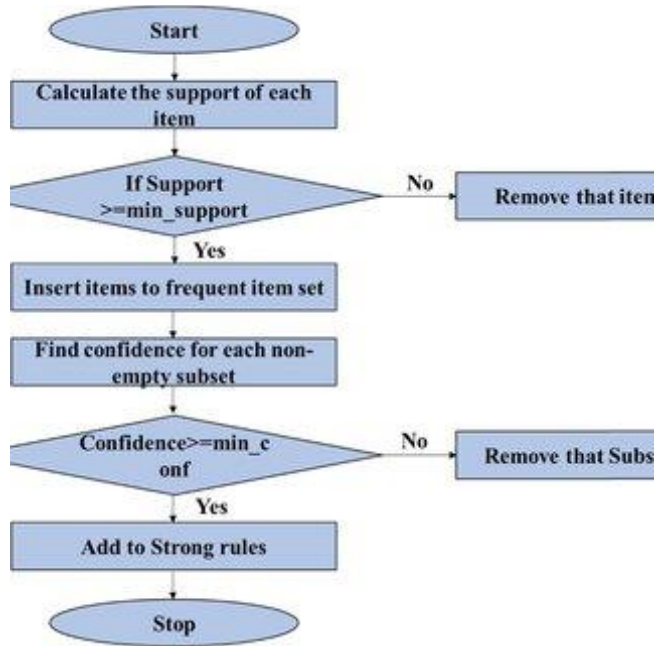 Start
Calculate the support of each
item
If Support
>=min_support
No
Remove that item
Yes
Insert items to frequent item set
Find confidence for each non-
empty subset
Confidence>=min_c
onf
No
Remove that Subs
Yes
Add to Strong rules
Stop